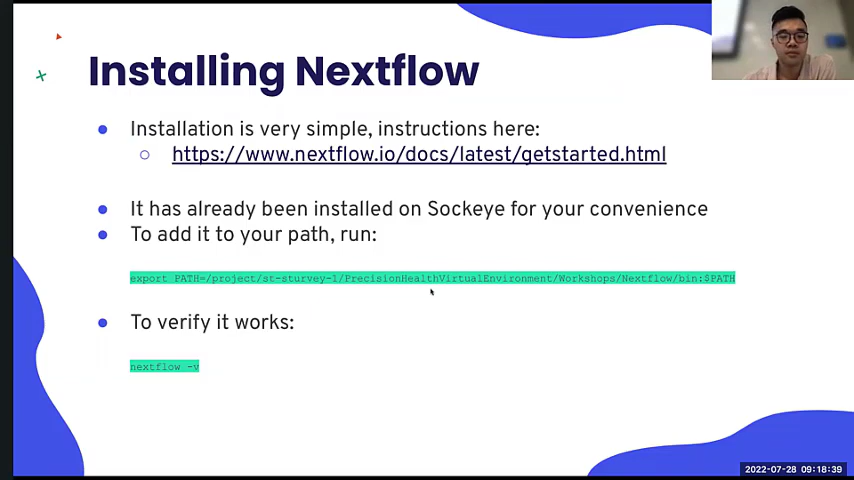 Installing Nextflow
Installation is very simple, instructions here:
https://www.nextflow.io/docs/latest/getstarted.html
It has already been installed on Sockeye for your convenience
To add it to your path, run:
export PATH=/project/st-sturvey-1/PrecisionHealthVirtualEnvironment/Workshops/Nextflow/bin:$PATH
To verify it works:
nextflow -v
2022-07-28 09:18:39